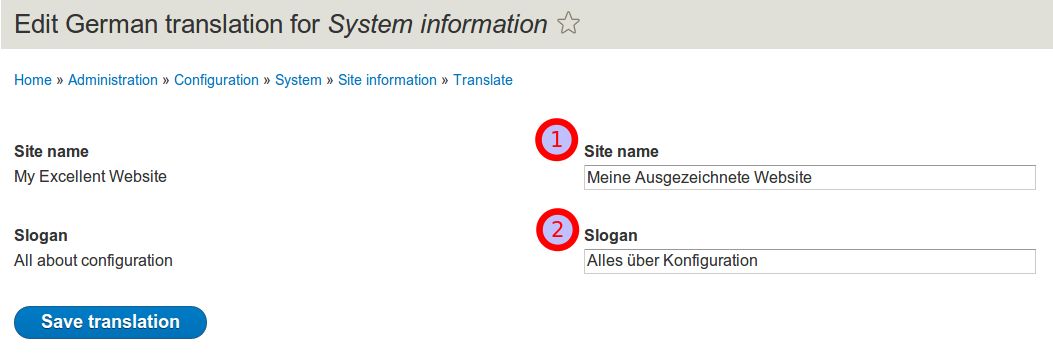 Edit German translation for System information
Home » Administration » Configuration » System » Site information » Translate
1
Site name
Site name
My Excellent Website
Meine Ausgezeichnete Website
2
Slogan
Slogan
All about configuration
Alles über Konfiguration
Save translation